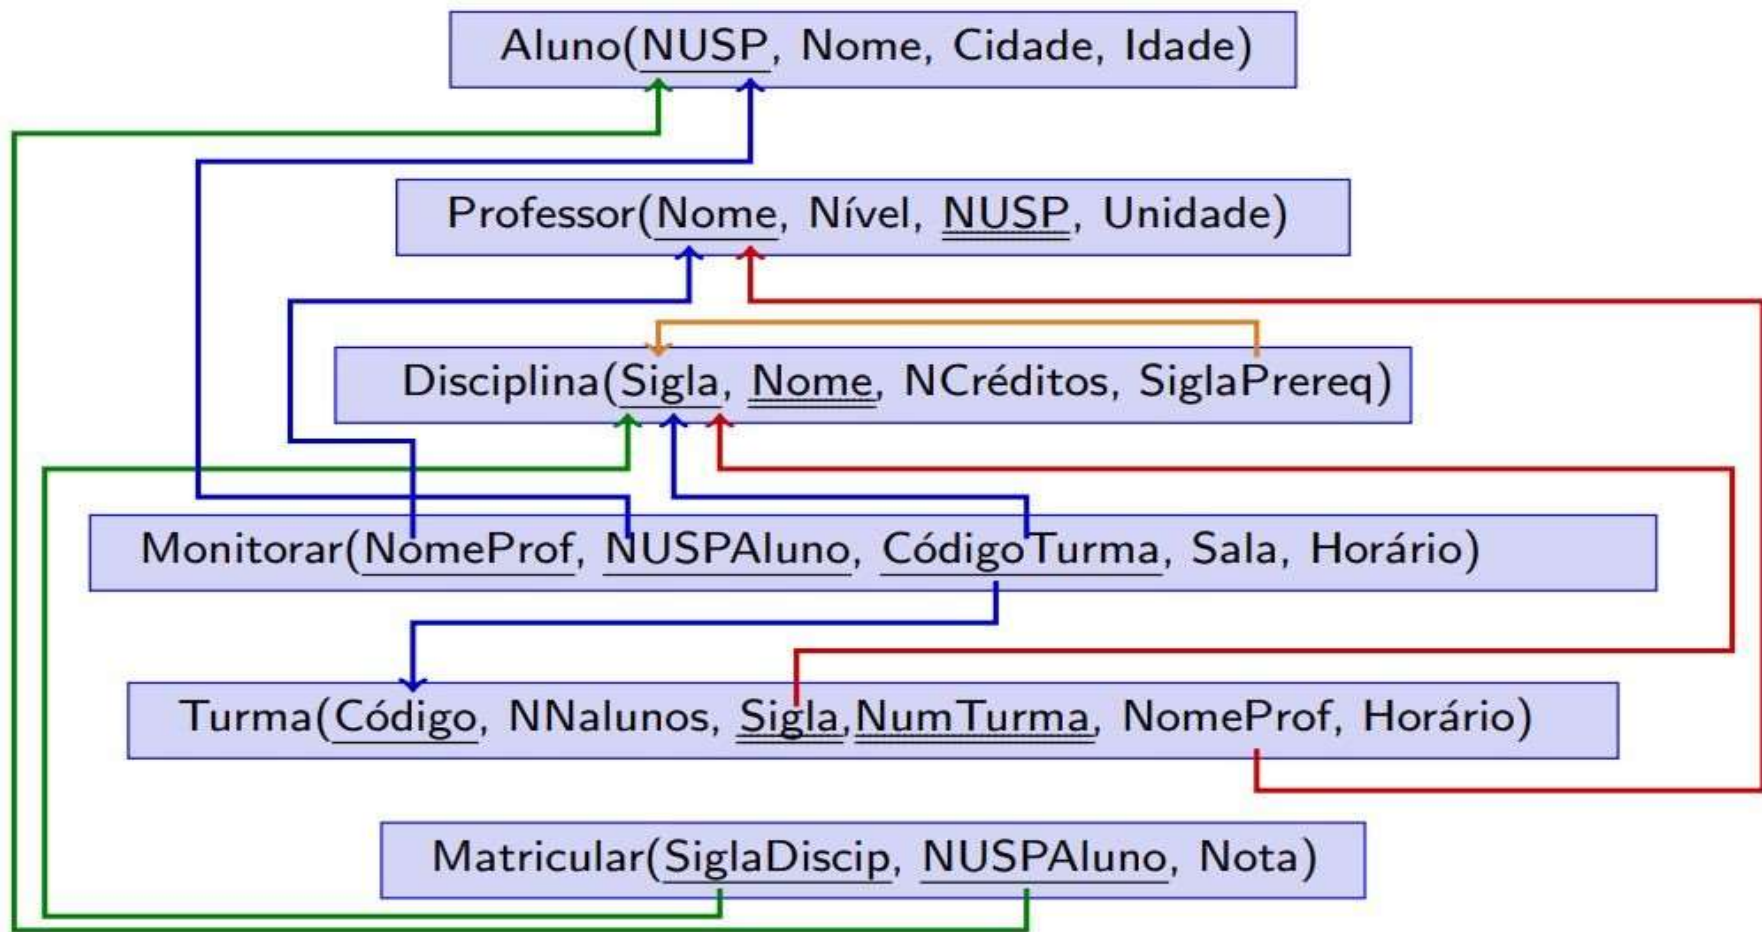 Aluno(NUSP, Nome, Cidade, Idade)
Professor(Nome, Nível, NUSP, Unidade)
Disciplina(Sigla, Nome, NCréditos, SiglaPrereq)
Monitorar(NomeProf, NUSPAluno, CódigoTurma, Sala, Horário)
Turma(Código, NNalunos, Sigla,NumTurma, NomeProf, Horário)
Matricular(SiglaDiscip, NUSPAluno, Nota)